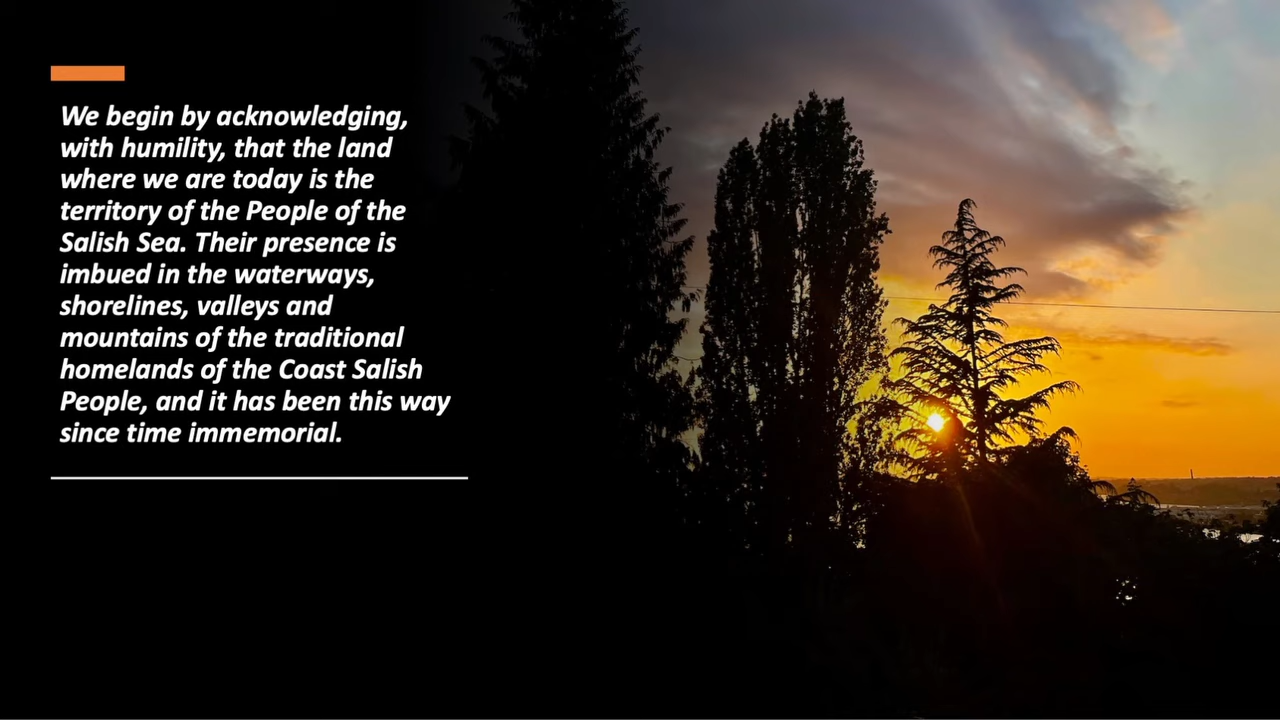 We begin by acknowledging,
with humility, that the land
where we are today is the
territory of the People of the
Salish Sea. Their presence is
imbued in the waterways,
shorelines, valleys and
mountains of the traditional
homelands of the Coast Salish
People, and it has been this way
since time immemorial.